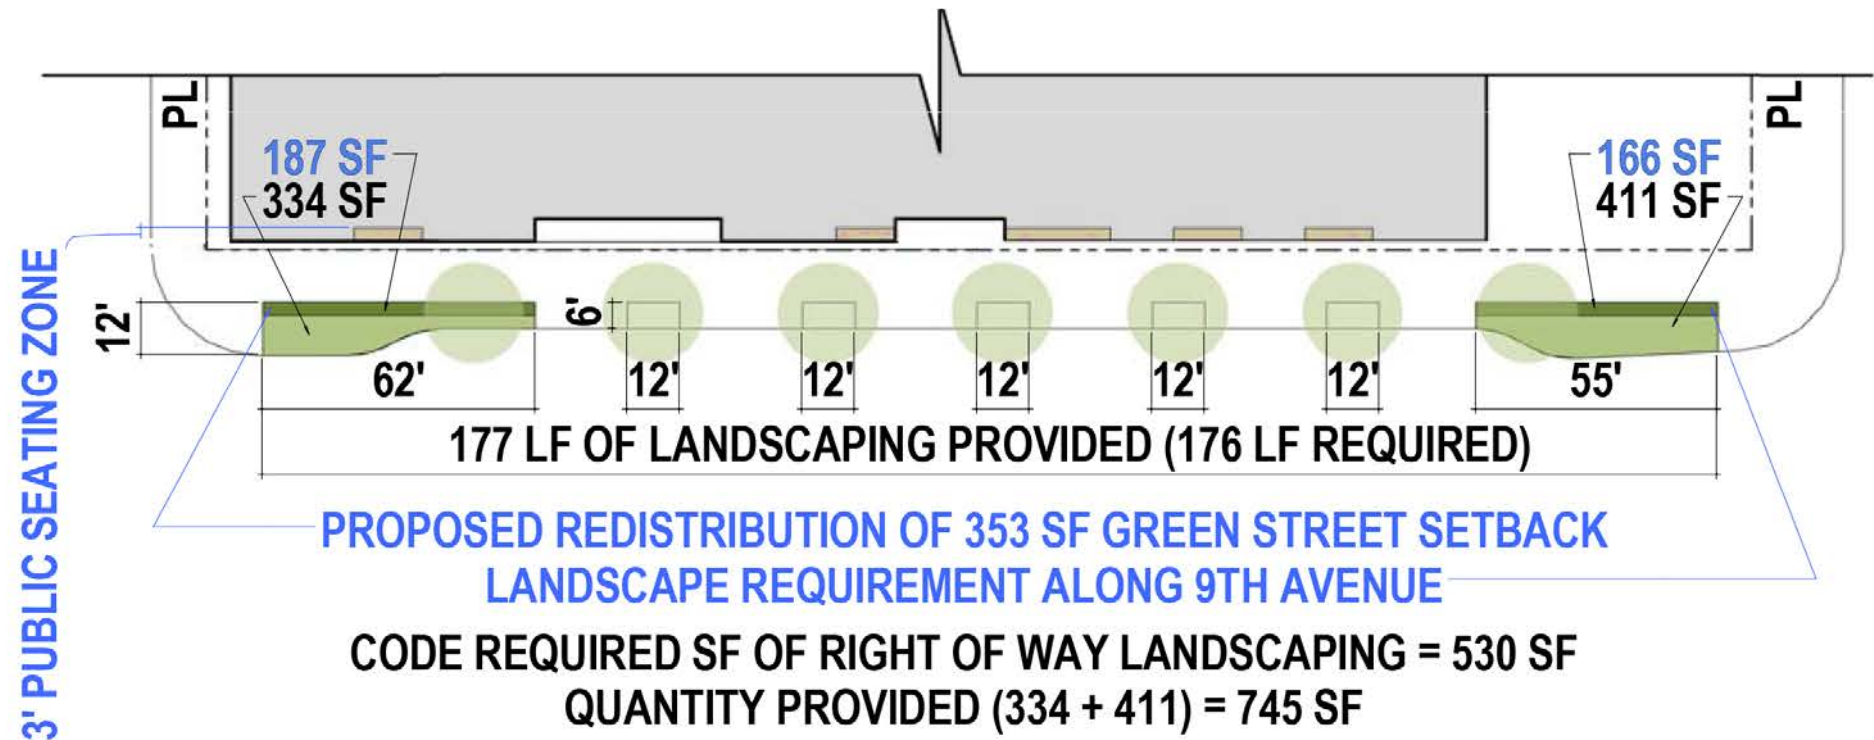 PL
PL
187 SF
334 SF
166 SF
411 SF
3' PUBLIC SEATING ZONE
12'
6'
62'
12'
12'
12'
12'
12'
55'
177 LF OF LANDSCAPING PROVIDED (176 LF REQUIRED)
PROPOSED REDISTRIBUTION OF 353 SF GREEN STREET SETBACK
LANDSCAPE REQUIREMENT ALONG 9TH AVENUE
CODE REQUIRED SF OF RIGHT OF WAY LANDSCAPING = 530 SF
QUANTITY PROVIDED (334 + 411) = 745 SF